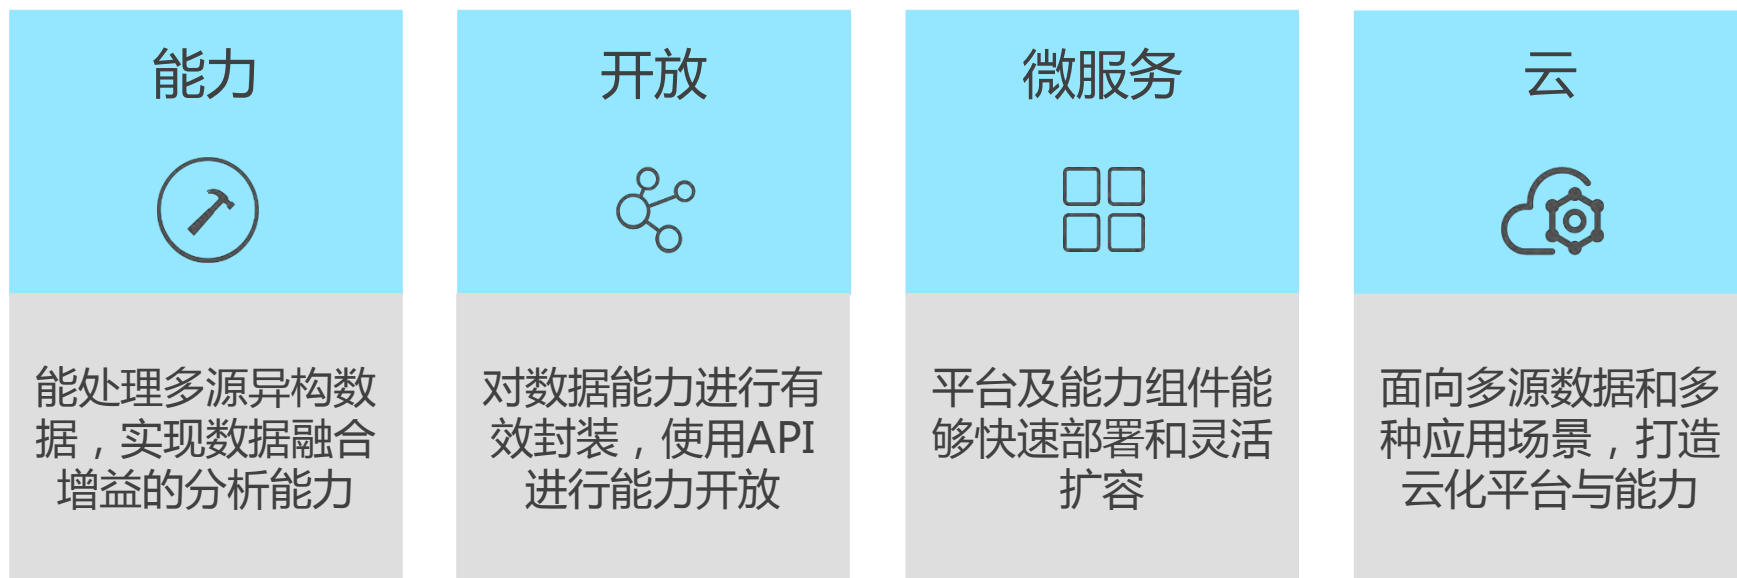 能力
能处理多源异构数
据，实现数据融合
增益的分析能力
开放
对数据能力进行有
效封装，使用API
进行能力开放
微服务
平台及能力组件能
够快速部署和灵活
扩容
云
面向多源数据和多
种应用场景，打造
云化平台与能力